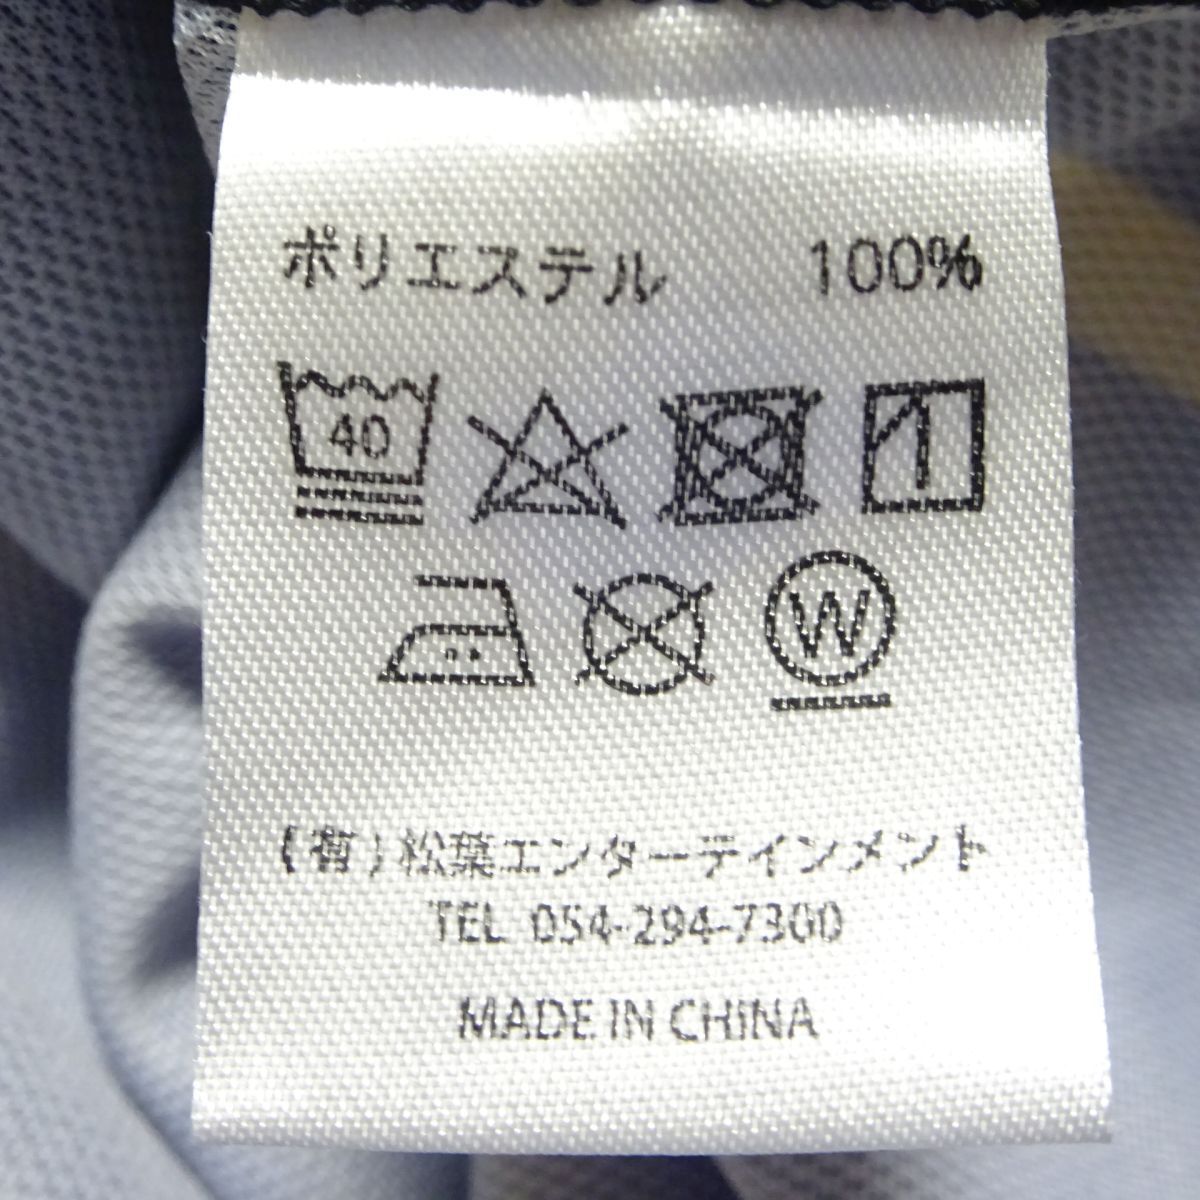 ポリエステル 100%
40
W
(有)松葉エンターテインメント
TEL 054-294-7300
MADE IN CHINA